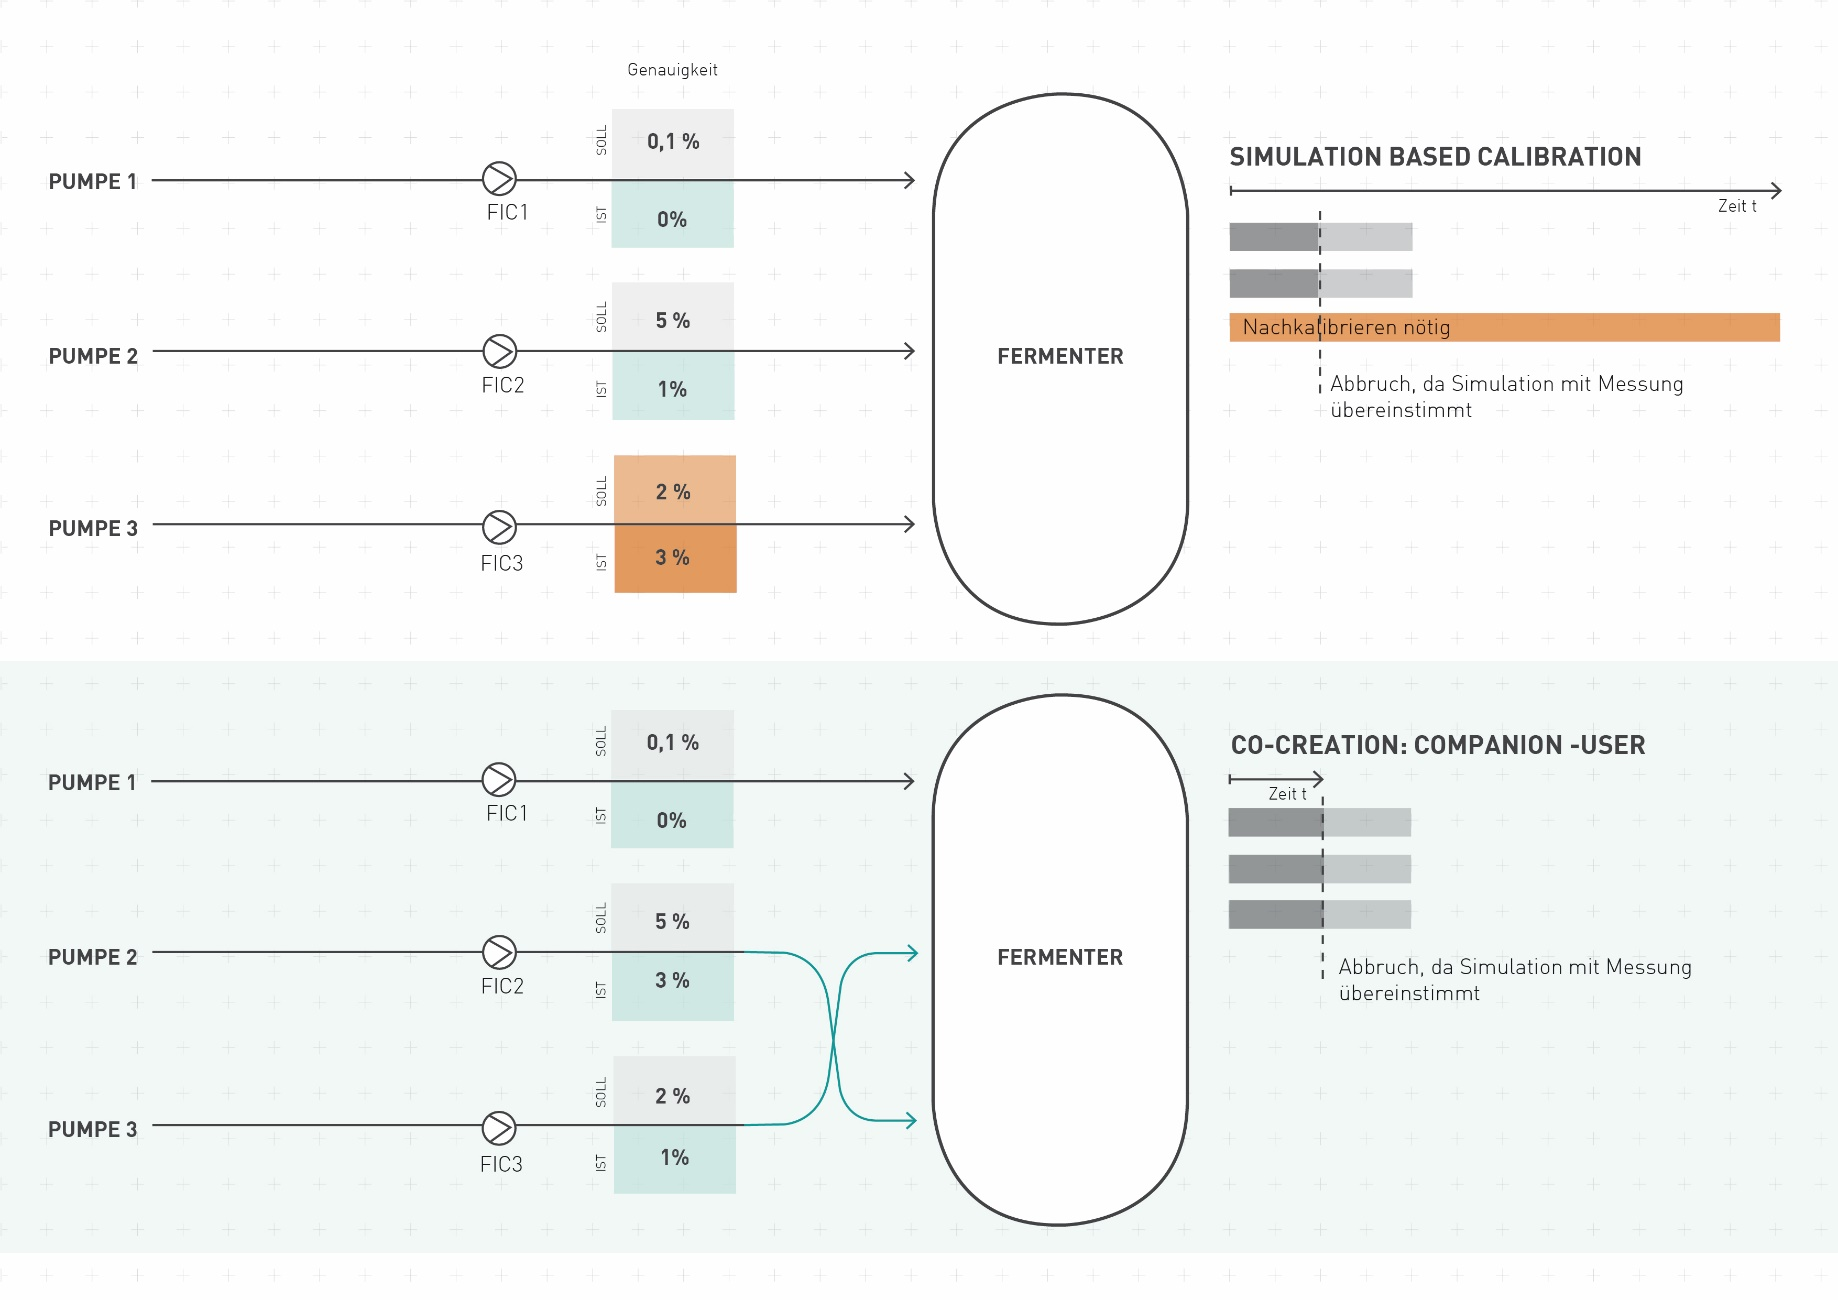 Genauigkeit
SOLL
0,1 %
PUMPE 1
FIC1
IST
0%
SOLL
5 %
PUMPE 2
FIC2
IST
1%
SOLL
2 %
PUMPE 3
FIC3
IST
3 %
FERMENTER
SIMULATION BASED CALIBRATION
Zeit t
Nachkalibrieren nötig
Abbruch, da Simulation mit Messung
übereinstimmt
SOLL
0,1 %
PUMPE 1
FIC1
IST
0%
SOLL
5 %
PUMPE 2
FIC2
IST
3 %
SOLL
2 %
PUMPE 3
FIC3
IST
1%
FERMENTER
CO-CREATION: COMPANION -USER
Zeit t
Abbruch, da Simulation mit Messung
übereinstimmt